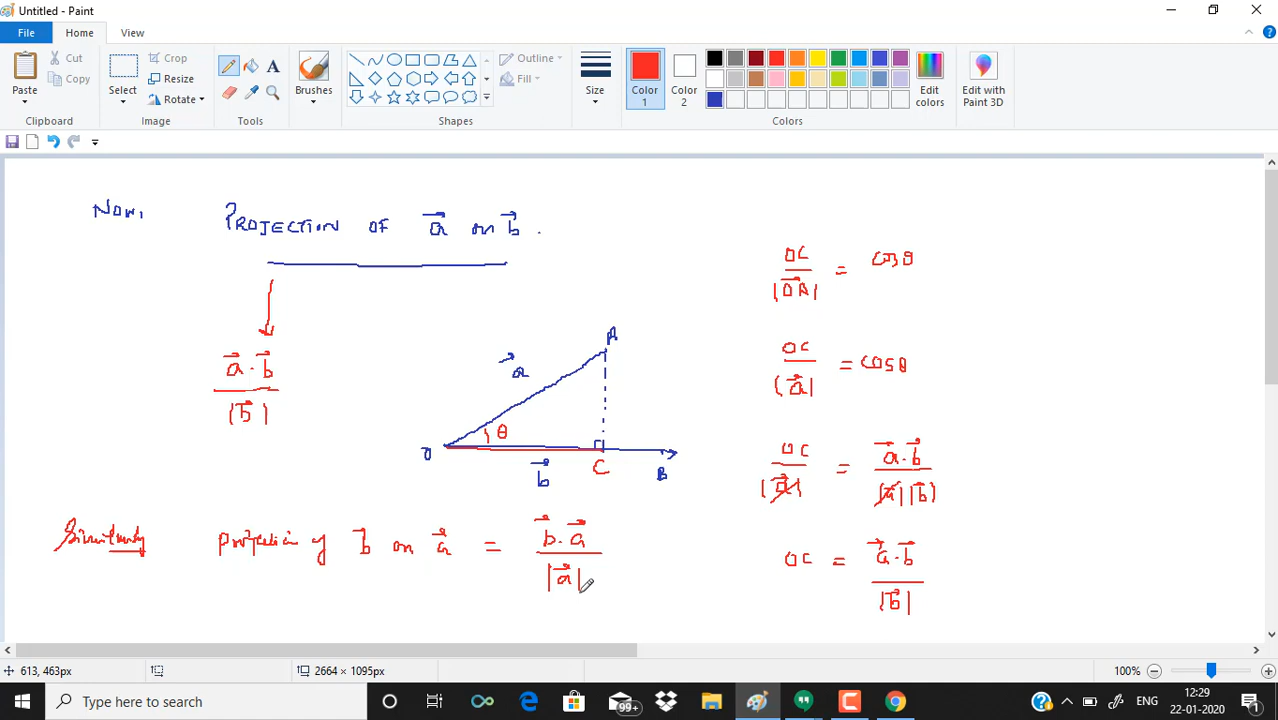 Untitled - Paint
File Home View
Paste
Cut
Copy
Clipboard
Select
Crop
Resize
Rotate
Image
Tools
Brushes
Shapes
Outline
Fill
Size
Color 1
Color 2
Edit colors
Edit with Paint 3D
Colors
Now,
PROJECTION OF a⃗ on b⃗ .
a⃗ · b⃗
|b⃗|
A
a⃗
θ
O
C
B
b⃗
Similarly projection of b⃗ on a⃗ = b⃗ · a⃗
|a⃗|
OC / |OA⃗| = cosθ
OC / |a⃗| = cosθ
OC / |a⃗| = a⃗ · b⃗ / |a⃗| |b⃗|
OC = a⃗ · b⃗ / |b⃗|
613, 463px
2664 × 1095px
100%
Type here to search
99+
ENG
12:29
22-01-2020
1